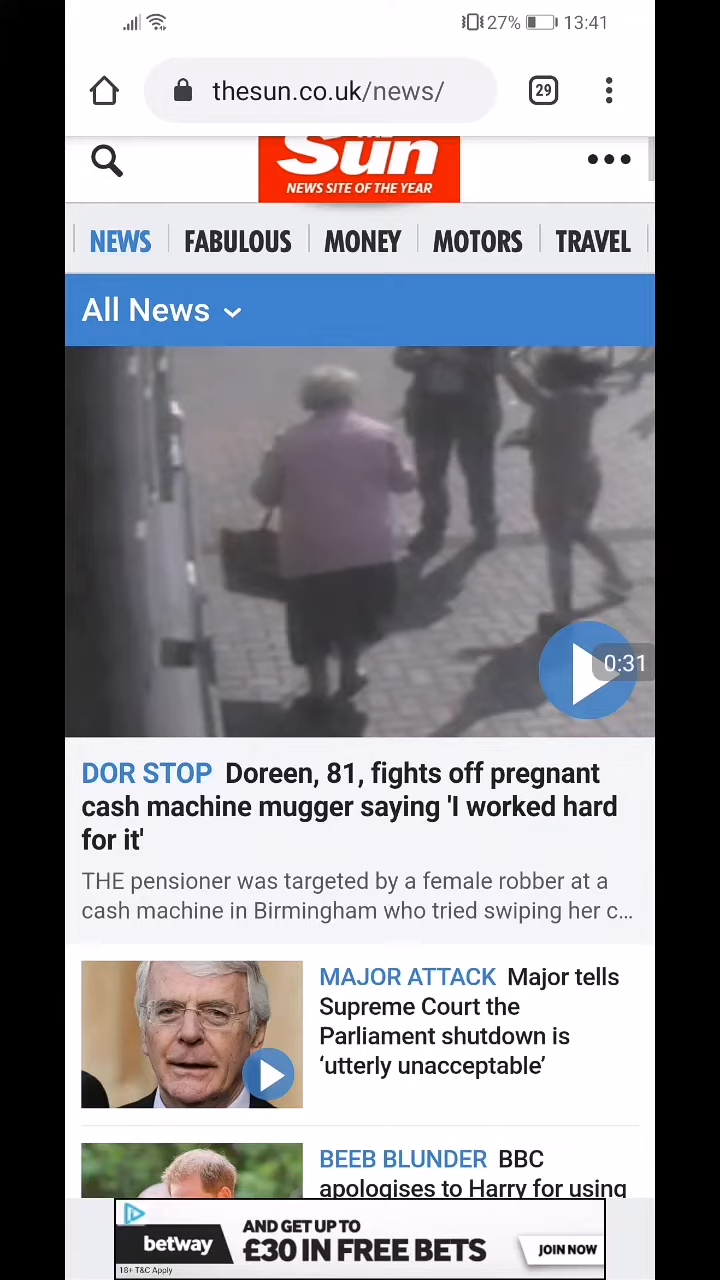 27% 13:41
thesun.co.uk/news/ 29
Sun
NEWS SITE OF THE YEAR
NEWS FABULOUS MONEY MOTORS TRAVEL
All News
0:31
DOR STOP Doreen, 81, fights off pregnant
cash machine mugger saying 'I worked hard
for it'
THE pensioner was targeted by a female robber at a
cash machine in Birmingham who tried swiping her c...
MAJOR ATTACK Major tells
Supreme Court the
Parliament shutdown is
‘utterly unacceptable’
BEEB BLUNDER BBC
apologises to Harry for using
betway
AND GET UP TO
£30 IN FREE BETS
JOIN NOW
18+ T&C Apply